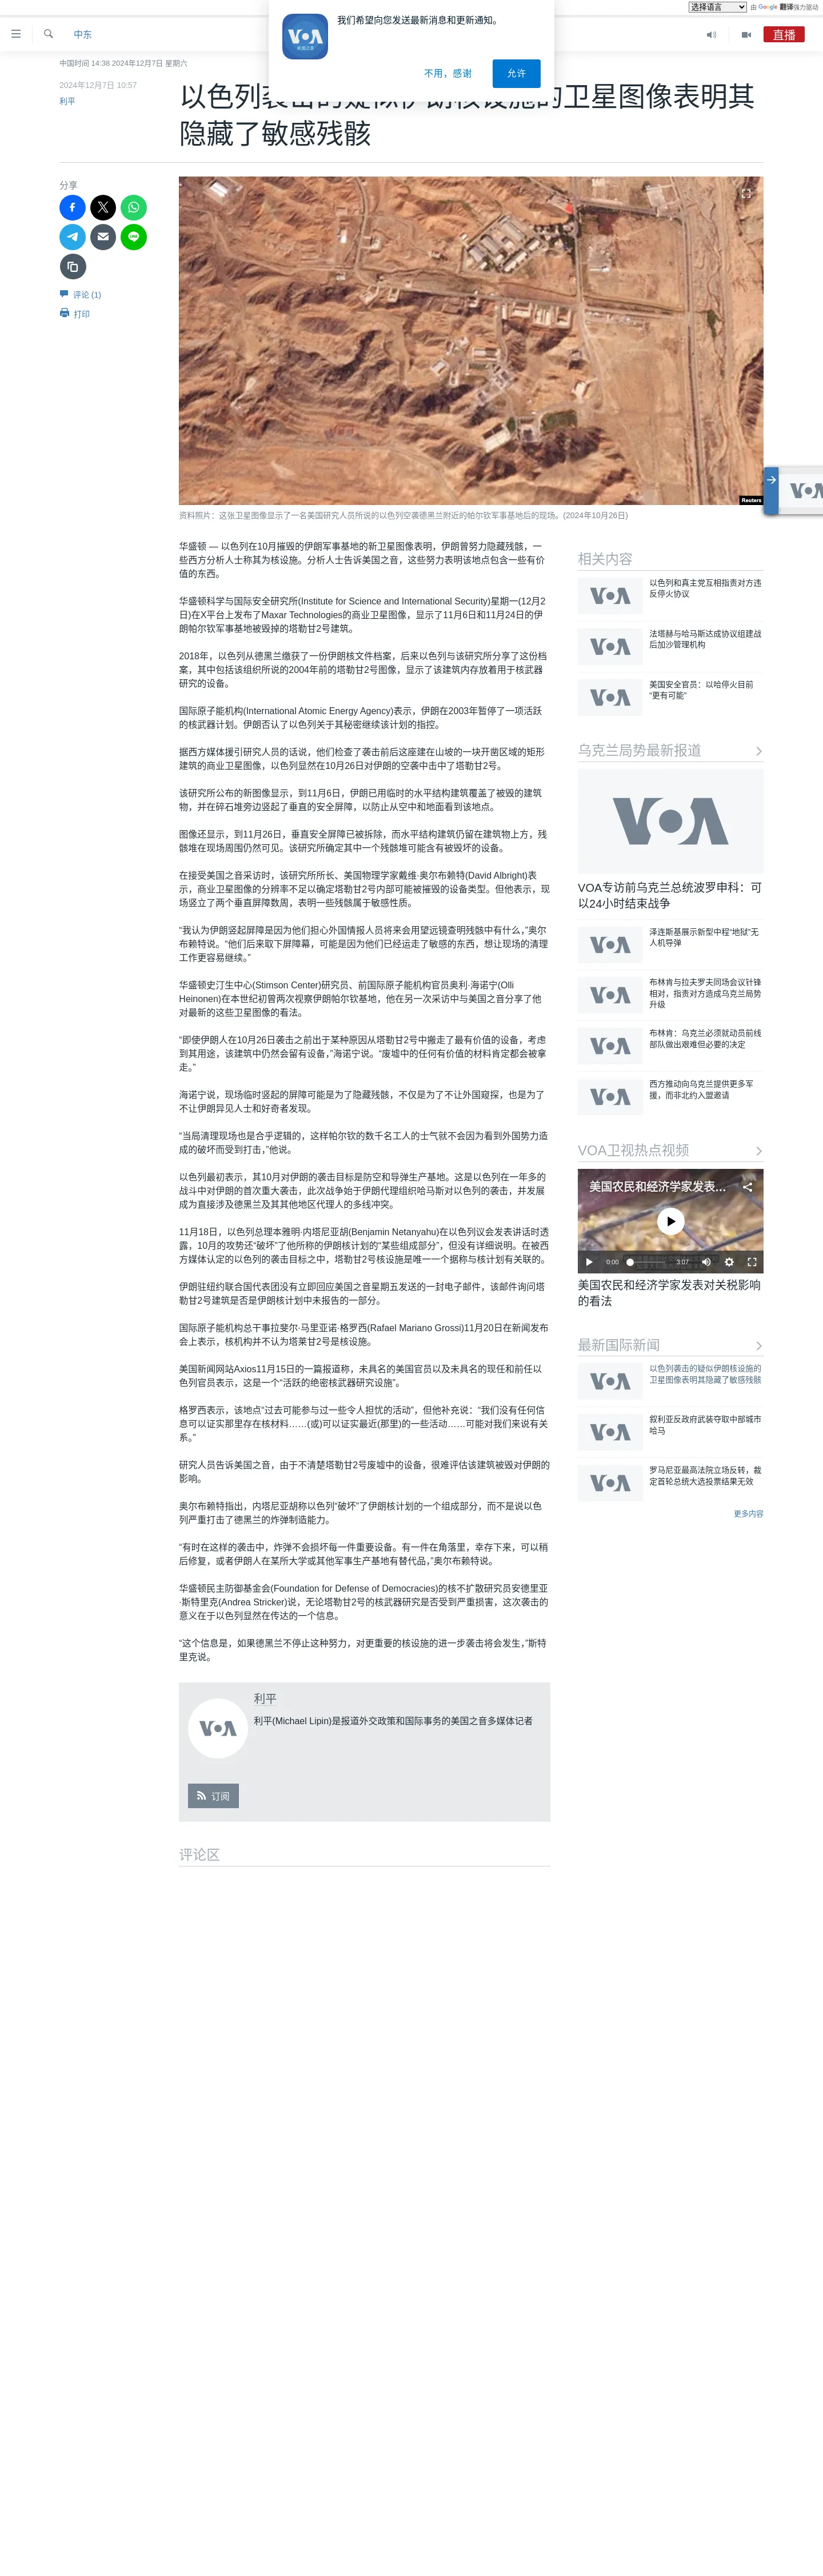 选择语言
由 Google 翻译强力驱动
我们希望向您发送最新消息和更新通知。
VOA
不用，感谢
允许
中东
直播
中国时间 14:38 2024年12月7日 星期六
2024年12月7日 10:57
利平
的卫星图像表明其
隐藏了敏感残骸
分享
评论 (1)
打印
Reuters
资料照片：这张卫星图像显示了一名美国研究人员所说的以色列空袭德黑兰附近的帕尔钦军事基地后的现场。(2024年10月26日)
华盛顿 — 以色列在10月摧毁的伊朗军事基地的新卫星图像表明，伊朗曾努力隐藏残骸，一
些西方分析人士称其为核设施。分析人士告诉美国之音，这些努力表明该地点包含一些有价
值的东西。
华盛顿科学与国际安全研究所(Institute for Science and International Security)星期一(12月2
日)在X平台上发布了Maxar Technologies的商业卫星图像，显示了11月6日和11月24日的伊
朗帕尔钦军事基地被毁掉的塔勒甘2号建筑。
2018年，以色列从德黑兰缴获了一份伊朗核文件档案，后来以色列与该研究所分享了这份档
案，其中包括该组织所说的2004年前的塔勒甘2号图像，显示了该建筑内存放着用于核武器
研究的设备。
国际原子能机构(International Atomic Energy Agency)表示，伊朗在2003年暂停了一项活跃
的核武器计划。伊朗否认了以色列关于其秘密继续该计划的指控。
据西方媒体援引研究人员的话说，他们检查了袭击前后这座建在山坡的一块开凿区域的矩形
建筑的商业卫星图像，以色列显然在10月26日对伊朗的空袭中击中了塔勒甘2号。
该研究所公布的新图像显示，到11月6日，伊朗已用临时的水平结构建筑覆盖了被毁的建筑
物，并在碎石堆旁边竖起了垂直的安全屏障，以防止从空中和地面看到该地点。
图像还显示，到11月26日，垂直安全屏障已被拆除，而水平结构建筑仍留在建筑物上方，残
骸堆在现场周围仍然可见。该研究所确定其中一个残骸堆可能含有被毁坏的设备。
在接受美国之音采访时，该研究所所长、美国物理学家戴维·奥尔布赖特(David Albright)表
示，商业卫星图像的分辨率不足以确定塔勒甘2号内部可能被摧毁的设备类型。但他表示，现
场竖立了两个垂直屏障数周，表明一些残骸属于敏感性质。
“我认为伊朗竖起屏障是因为他们担心外国情报人员将来会用望远镜查明残骸中有什么，”奥尔
布赖特说。“他们后来取下屏障幕，可能是因为他们已经运走了敏感的东西，想让现场的清理
工作更容易继续。”
华盛顿史汀生中心(Stimson Center)研究员、前国际原子能机构官员奥利·海诺宁(Olli
Heinonen)在本世纪初曾两次视察伊朗帕尔钦基地，他在另一次采访中与美国之音分享了他
对最新的这些卫星图像的看法。
“即使伊朗人在10月26日袭击之前出于某种原因从塔勒甘2号中搬走了最有价值的设备，考虑
到其用途，该建筑中仍然会留有设备，”海诺宁说。“废墟中的任何有价值的材料肯定都会被拿
走。”
海诺宁说，现场临时竖起的屏障可能是为了隐藏残骸，不仅是为了不让外国窥探，也是为了
不让伊朗异见人士和好奇者发现。
“当局清理现场也是合乎逻辑的，这样帕尔钦的数千名工人的士气就不会因为看到外国势力造
成的破坏而受到打击，”他说。
以色列最初表示，其10月对伊朗的袭击目标是防空和导弹生产基地。这是以色列在一年多的
战斗中对伊朗的首次重大袭击，此次战争始于伊朗代理组织哈马斯对以色列的袭击，并发展
成为直接涉及德黑兰及其其他地区代理人的多线冲突。
11月18日，以色列总理本雅明·内塔尼亚胡(Benjamin Netanyahu)在以色列议会发表讲话时透
露，10月的攻势还“破坏”了他所称的伊朗核计划的“某些组成部分”，但没有详细说明。在被西
方媒体认定的以色列的袭击目标之中，塔勒甘2号核设施是唯一一个据称与核计划有关联的。
伊朗驻纽约联合国代表团没有立即回应美国之音星期五发送的一封电子邮件，该邮件询问塔
勒甘2号建筑是否是伊朗核计划中未报告的一部分。
国际原子能机构总干事拉斐尔·马里亚诺·格罗西(Rafael Mariano Grossi)11月20日在新闻发布
会上表示，核机构并不认为塔莱甘2号是核设施。
美国新闻网站Axios11月15日的一篇报道称，未具名的美国官员以及未具名的现任和前任以
色列官员表示，这是一个“活跃的绝密核武器研究设施”。
格罗西表示，该地点“过去可能参与过一些令人担忧的活动”，但他补充说：“我们没有任何信
息可以证实那里存在核材料……(或)可以证实最近(那里)的一些活动……可能对我们来说有关
系。”
研究人员告诉美国之音，由于不清楚塔勒甘2号废墟中的设备，很难评估该建筑被毁对伊朗的
影响。
奥尔布赖特指出，内塔尼亚胡称以色列“破坏”了伊朗核计划的一个组成部分，而不是说以色
列严重打击了德黑兰的炸弹制造能力。
“有时在这样的袭击中，炸弹不会损坏每一件重要设备。有一件在角落里，幸存下来，可以稍
后修复，或者伊朗人在某所大学或其他军事生产基地有替代品，”奥尔布赖特说。
华盛顿民主防御基金会(Foundation for Defense of Democracies)的核不扩散研究员安德里亚
·斯特里克(Andrea Stricker)说，无论塔勒甘2号的核武器研究是否受到严重损害，这次袭击的
意义在于以色列显然在传达的一个信息。
“这个信息是，如果德黑兰不停止这种努力，对更重要的核设施的进一步袭击将会发生，”斯特
里克说。
利平
利平(Michael Lipin)是报道外交政策和国际事务的美国之音多媒体记者
订阅
评论区
相关内容
以色列和真主党互相指责对方违
反停火协议
法塔赫与哈马斯达成协议组建战
后加沙管理机构
美国安全官员：以哈停火目前
“更有可能”
乌克兰局势最新报道
VOA专访前乌克兰总统波罗申科：可
以24小时结束战争
泽连斯基展示新型中程“地狱”无
人机导弹
布林肯与拉夫罗夫同场会议针锋
相对，指责对方造成乌克兰局势
升级
布林肯：乌克兰必须就动员前线
部队做出艰难但必要的决定
西方推动向乌克兰提供更多军
援，而非北约入盟邀请
VOA卫视热点视频
美国农民和经济学家发表...
0:00
3:07
美国农民和经济学家发表对关税影响
的看法
最新国际新闻
以色列袭击的疑似伊朗核设施的
卫星图像表明其隐藏了敏感残骸
叙利亚反政府武装夺取中部城市
哈马
罗马尼亚最高法院立场反转，裁
定首轮总统大选投票结果无效
更多内容